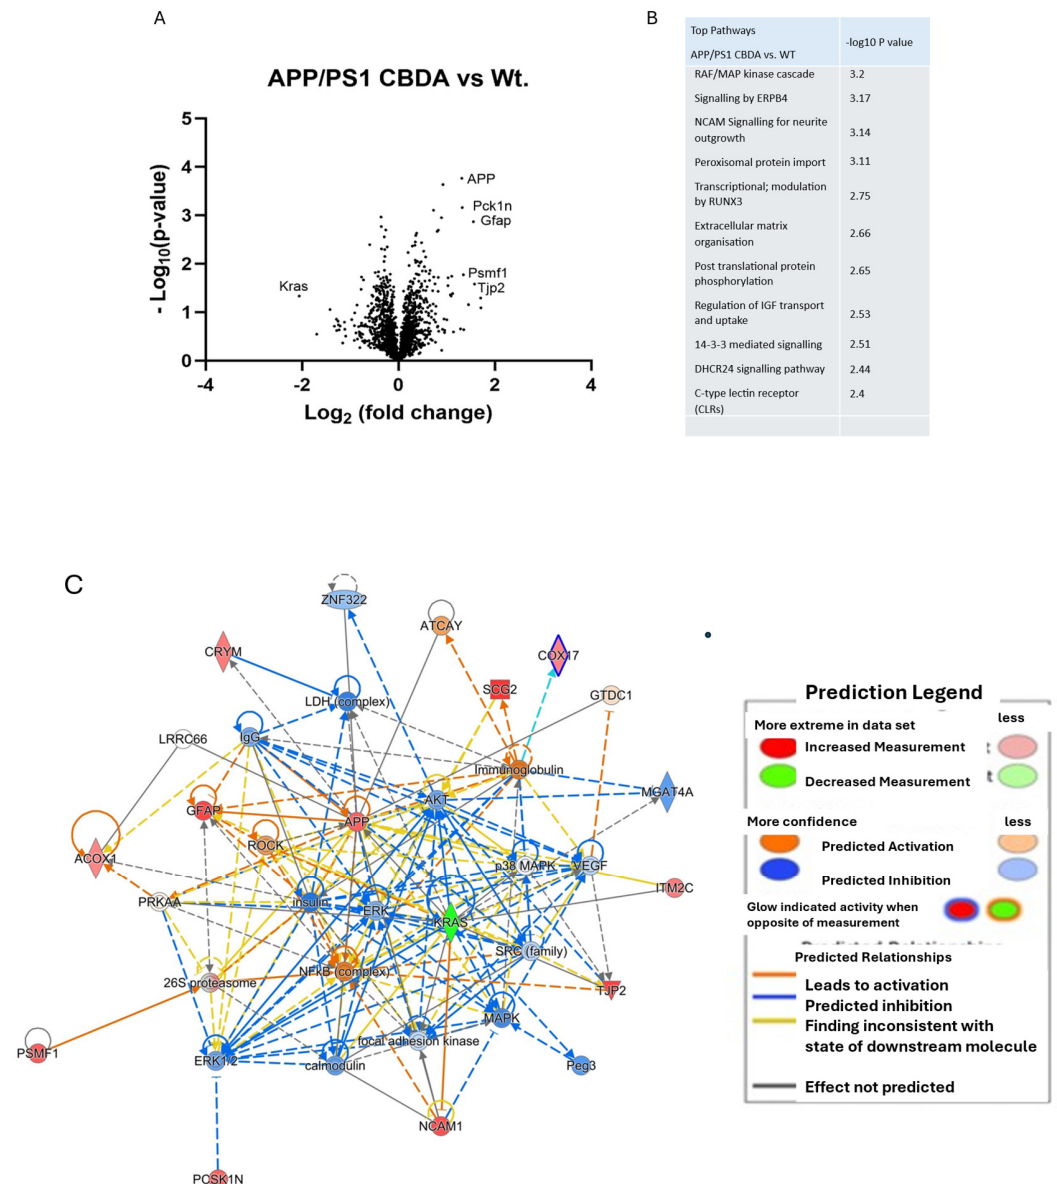 A
APP/PS1 CBDA vs Wt.
- Log10(p-value)
5
4
3
2
1
0
-4
-2
0
2
4
Log2 (fold change)
APP
Pck1n
Gfap
Psmf1
Tjp2
Kras
B
Top Pathways
APP/PS1 CBDA vs. WT
-log10 P value
RAF/MAP kinase cascade
3.2
Signalling by ERPB4
3.17
NCAM Signalling for neurite
outgrowth
3.14
Peroxisomal protein import
3.11
Transcriptional; modulation
by RUNX3
2.75
Extracellular matrix
organisation
2.66
Post translational protein
phosphorylation
2.65
Regulation of IGF transport
and uptake
2.53
14-3-3 mediated signalling
2.51
DHCR24 signalling pathway
2.44
C-type lectin receptor
(CLRs)
2.4
C
ZNF322
ATCAY
CRYM
COX17
SCG2
GTDC1
LDH (complex)
LRRC66
IgG
Immunoglobulin
MGAT4A
AKT
GFAP
APP
ROCK
ACOX1
p38 MAPK
VEGF
ITM2C
PRKAA
insulin
ERK
KRAS
SRC (family)
NFkB (complex)
26S proteasome
TJP2
MAPK
focal adhesion kinase
PSMF1
ERK1/2
calmodulin
Peg3
NCAM1
PCSK1N
Prediction Legend
More extreme in data set
less
Increased Measurement
Decreased Measurement
More confidence
less
Predicted Activation
Predicted Inhibition
Glow indicated activity when
opposite of measurement
Predicted Relationships
Leads to activation
Predicted inhibition
Finding inconsistent with
state of downstream molecule
Effect not predicted